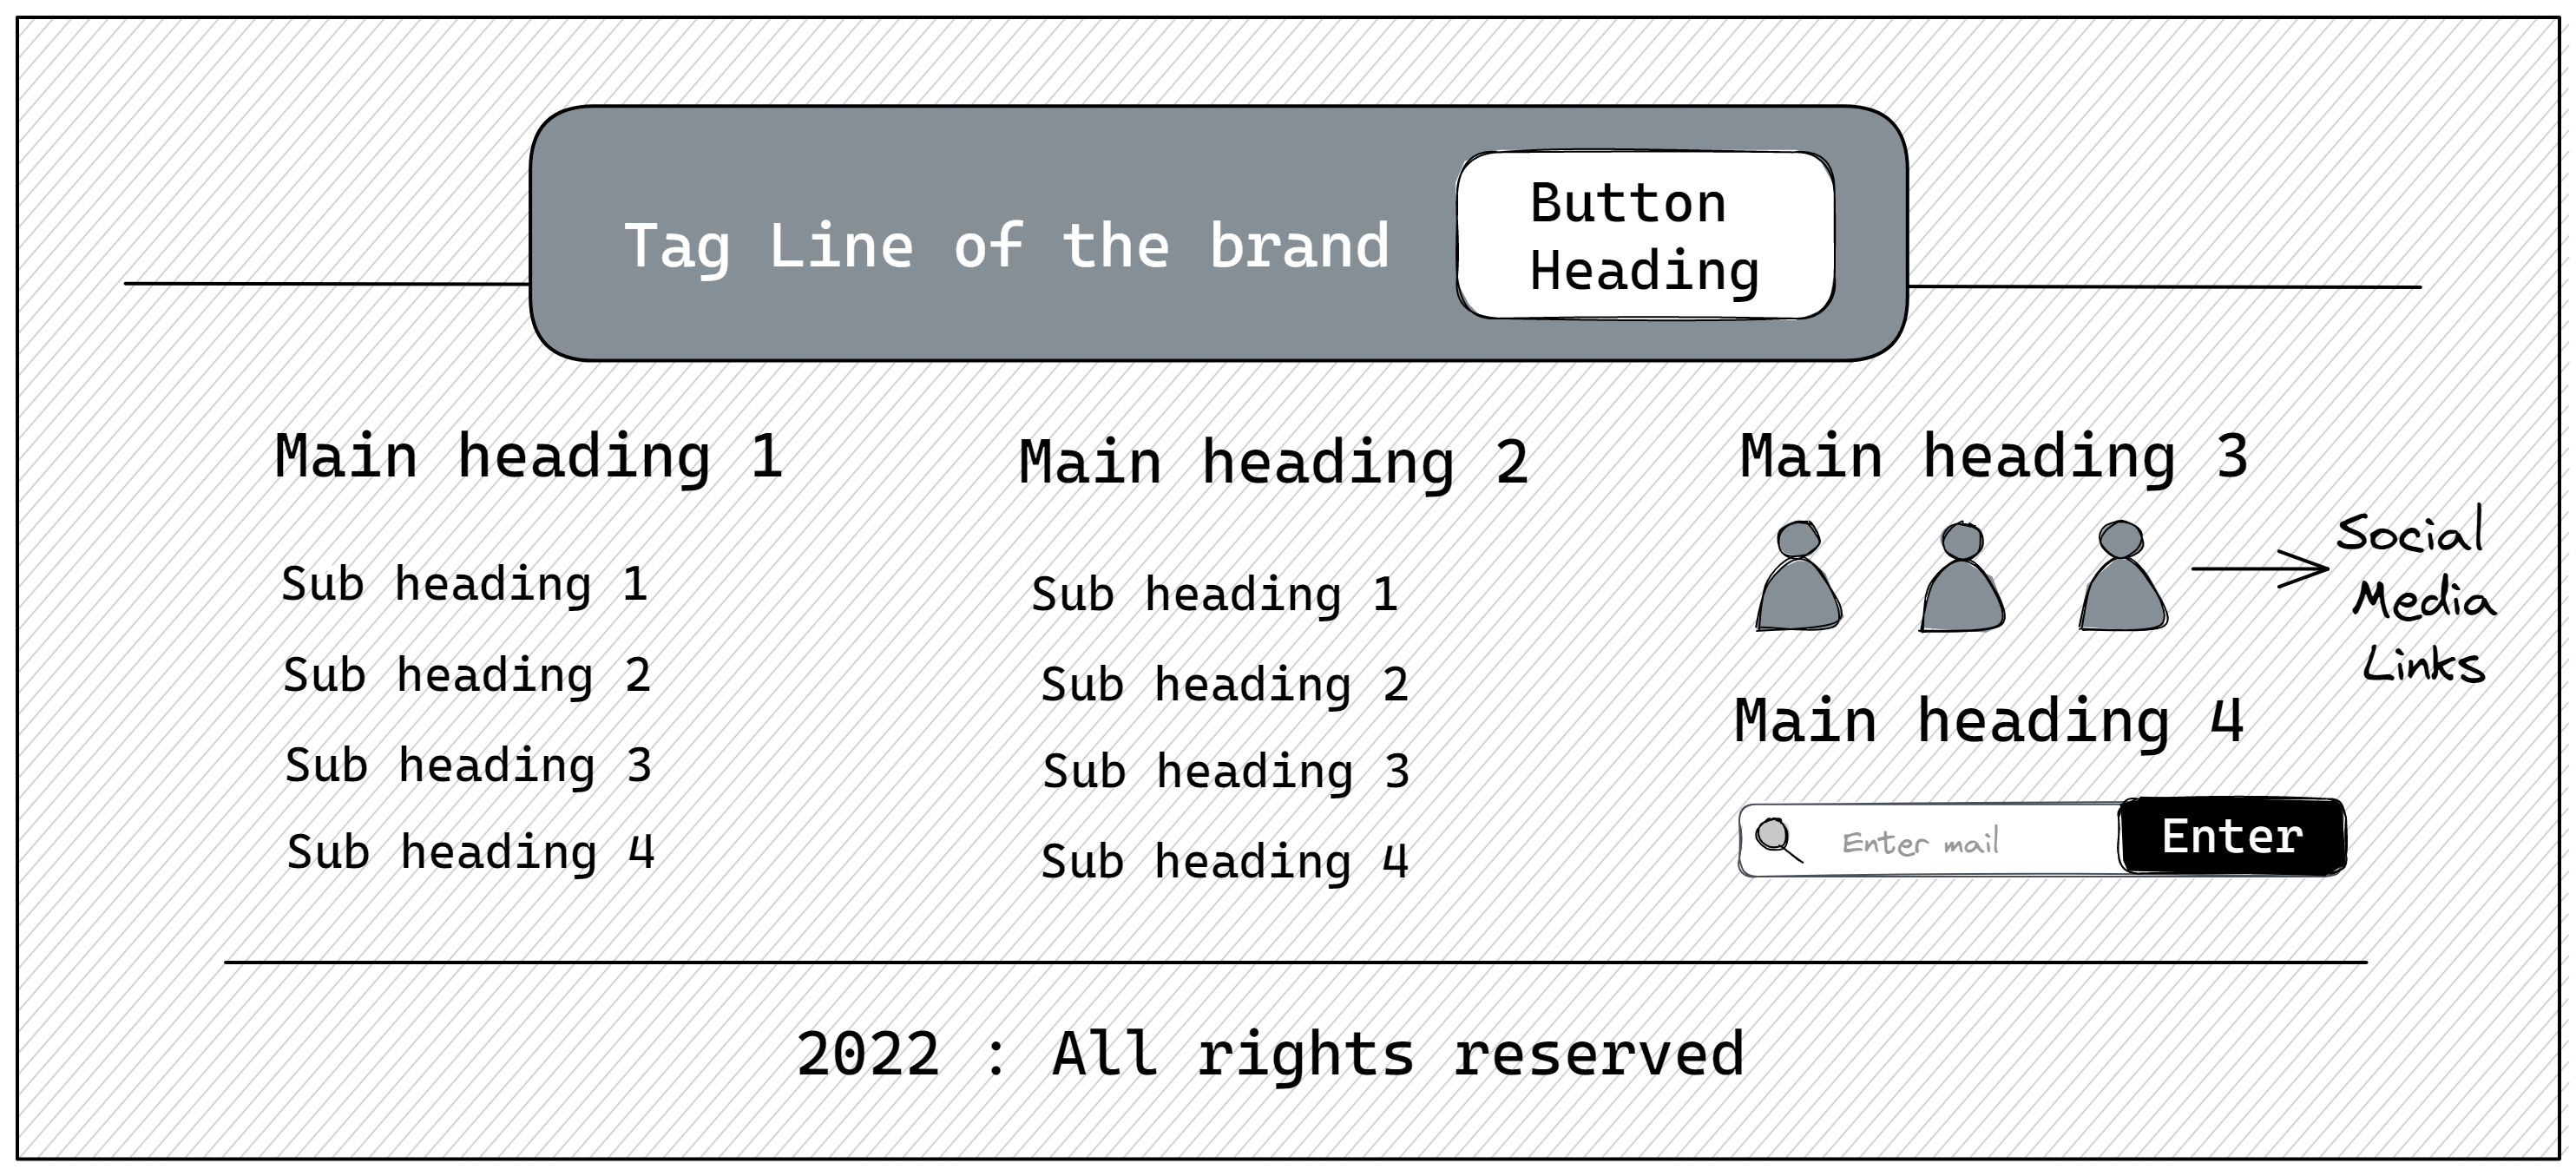 Tag Line of the brand
Button
Heading
Main heading 1
Sub heading 1
Sub heading 2
Sub heading 3
Sub heading 4
Main heading 2
Sub heading 1
Sub heading 2
Sub heading 3
Sub heading 4
Main heading 3
Social
Media
Links
Main heading 4
Enter mail
Enter
2022 : All rights reserved